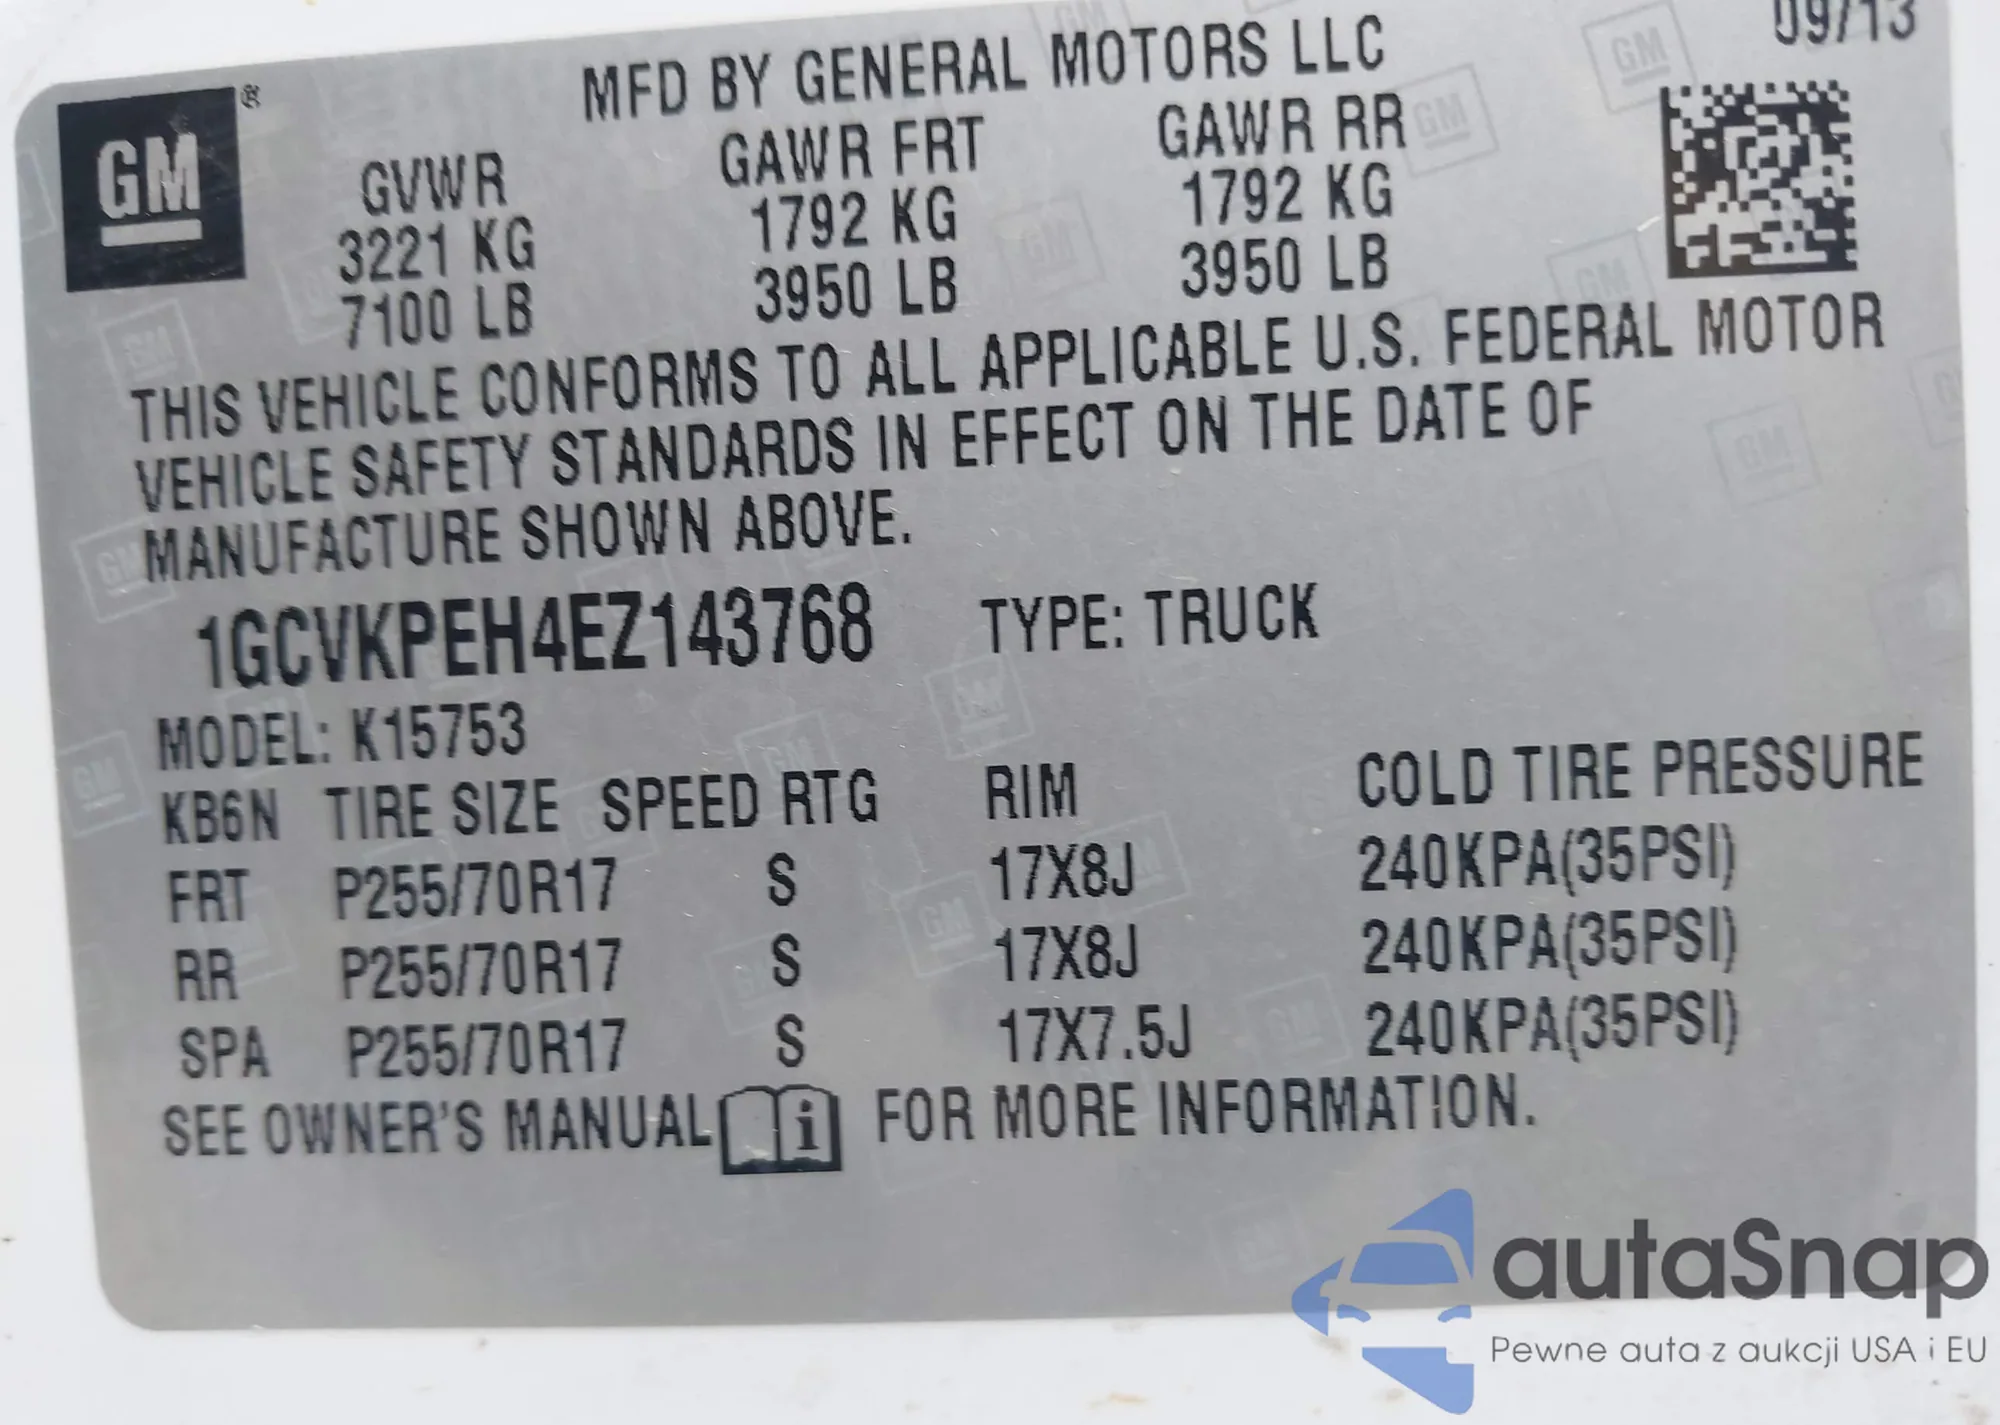 09/13
MFD BY GENERAL MOTORS LLC
GM ®
GVWR GAWR FRT GAWR RR
3221 KG 1792 KG 1792 KG
7100 LB 3950 LB 3950 LB
THIS VEHICLE CONFORMS TO ALL APPLICABLE U.S. FEDERAL MOTOR
VEHICLE SAFETY STANDARDS IN EFFECT ON THE DATE OF
MANUFACTURE SHOWN ABOVE.
1GCVKPEH4EZ143768 TYPE: TRUCK
MODEL: K15753
KB6N TIRE SIZE SPEED RTG RIM COLD TIRE PRESSURE
FRT P255/70R17 S 17X8J 240KPA(35PSI)
RR P255/70R17 S 17X8J 240KPA(35PSI)
SPA P255/70R17 S 17X7.5J 240KPA(35PSI)
SEE OWNER'S MANUAL i FOR MORE INFORMATION.
autaSnap
Pewne auta z aukcji USA i EU